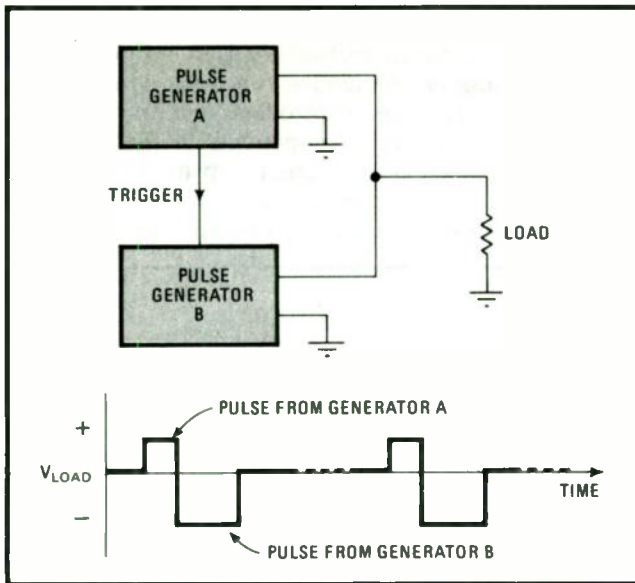 PULSE
GENERATOR
A
TRIGGER
PULSE
GENERATOR
B
LOAD
+
PULSE FROM GENERATOR A
VLOAD
TIME
−
PULSE FROM GENERATOR B